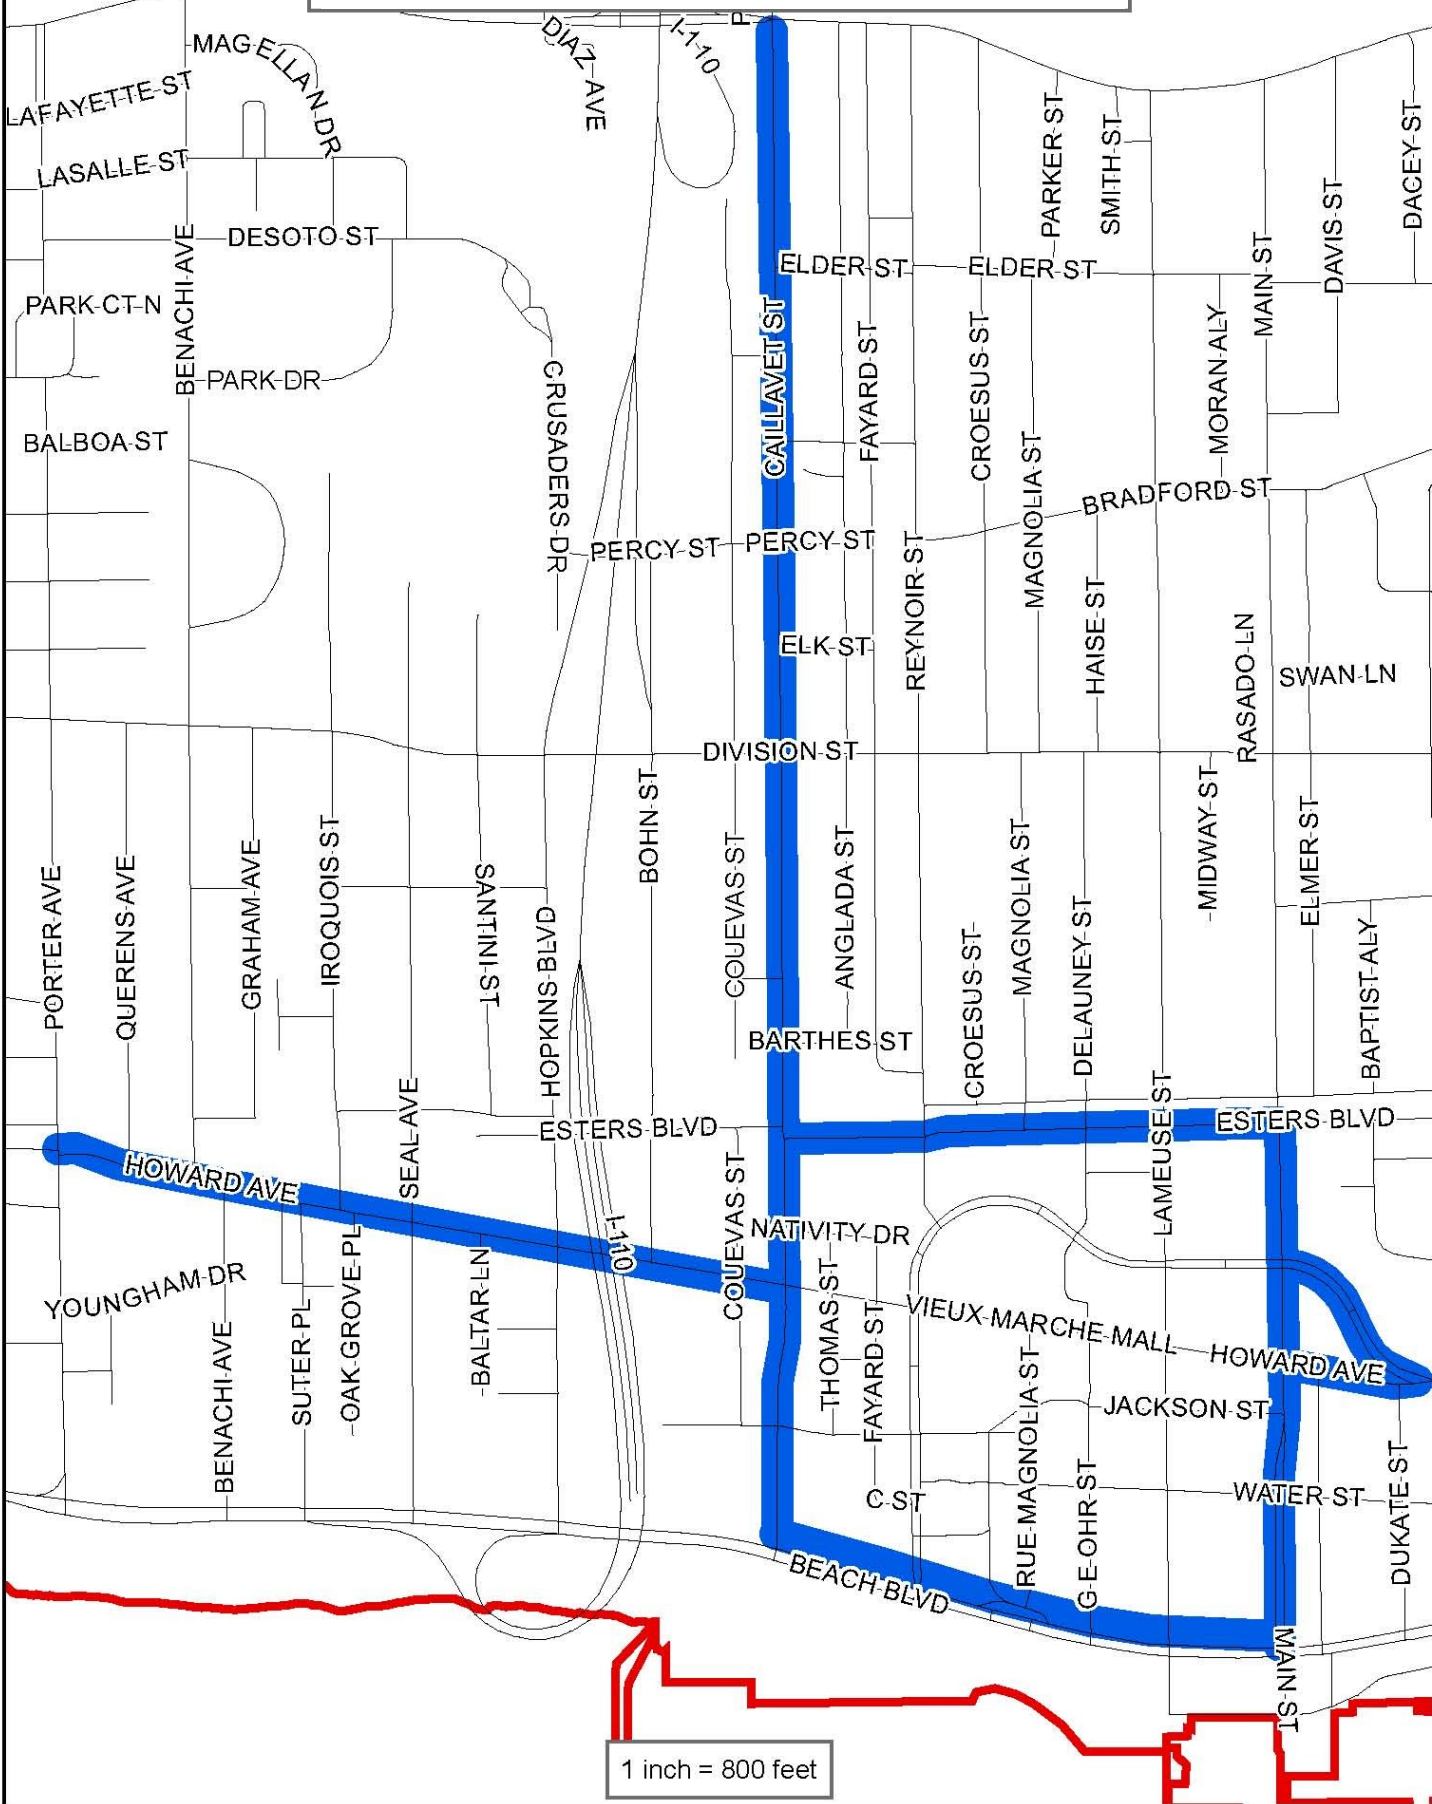 P
I-110
DIAZ AVE
MAGELLAN DR
LAFAYETTE ST
LASALLE ST
PARKER ST
SMITH ST
DACEY ST
DAVIS ST
DESOTO ST
BENACHI AVE
ELDER ST
ELDER ST
MAIN ST
PARK CT N
CAILLAVET ST
FAYARD ST
CROESUS ST
MORAN ALY
PARK DR
CRUSADERS DR
BALBOA ST
MAGNOLIA ST
BRADFORD ST
PERCY ST
PERCY ST
REYNOIR ST
HAISE ST
ELK ST
RASADO LN
SWAN LN
DIVISION ST
BOHN ST
MIDWAY ST
ELMER ST
PORTER AVE
QUERENS AVE
GRAHAM AVE
IROQUOIS ST
SANTINI ST
HOPKINS BLVD
COUEVAS ST
ANGLADA ST
MAGNOLIA ST
CROESUS ST
DELAUNEY ST
BAPTIST ALY
BARTHES ST
SEAL AVE
ESTERS BLVD
LAMEUSE ST
ESTERS BLVD
HOWARD AVE
I-110
COUEVAS ST
NATIVITY DR
YOUNGHAM DR
BENACHI AVE
SUTER PL
OAK GROVE PL
BALTAR LN
THOMAS ST
FAYARD ST
VIEUX MARCHE MALL
HOWARD AVE
RUE MAGNOLIA ST
JACKSON ST
C ST
G E OHR ST
WATER ST
DUKATE ST
BEACH BLVD
MAIN ST
1 inch = 800 feet